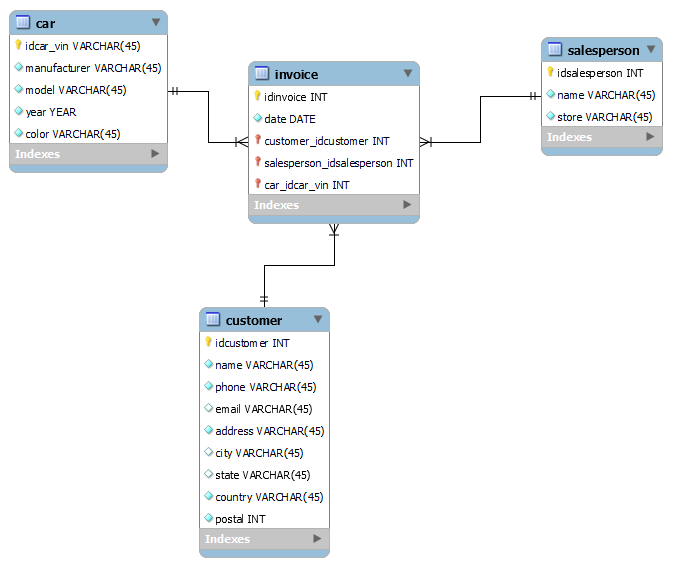 car
idcar_vin VARCHAR(45)
manufacturer VARCHAR(45)
model VARCHAR(45)
year YEAR
color VARCHAR(45)
Indexes
invoice
idinvoice INT
date DATE
customer_idcustomer INT
salesperson_idsalesperson INT
car_idcar_vin INT
Indexes
salesperson
idsalesperson INT
name VARCHAR(45)
store VARCHAR(45)
Indexes
customer
idcustomer INT
name VARCHAR(45)
phone VARCHAR(45)
email VARCHAR(45)
address VARCHAR(45)
city VARCHAR(45)
state VARCHAR(45)
country VARCHAR(45)
postal INT
Indexes